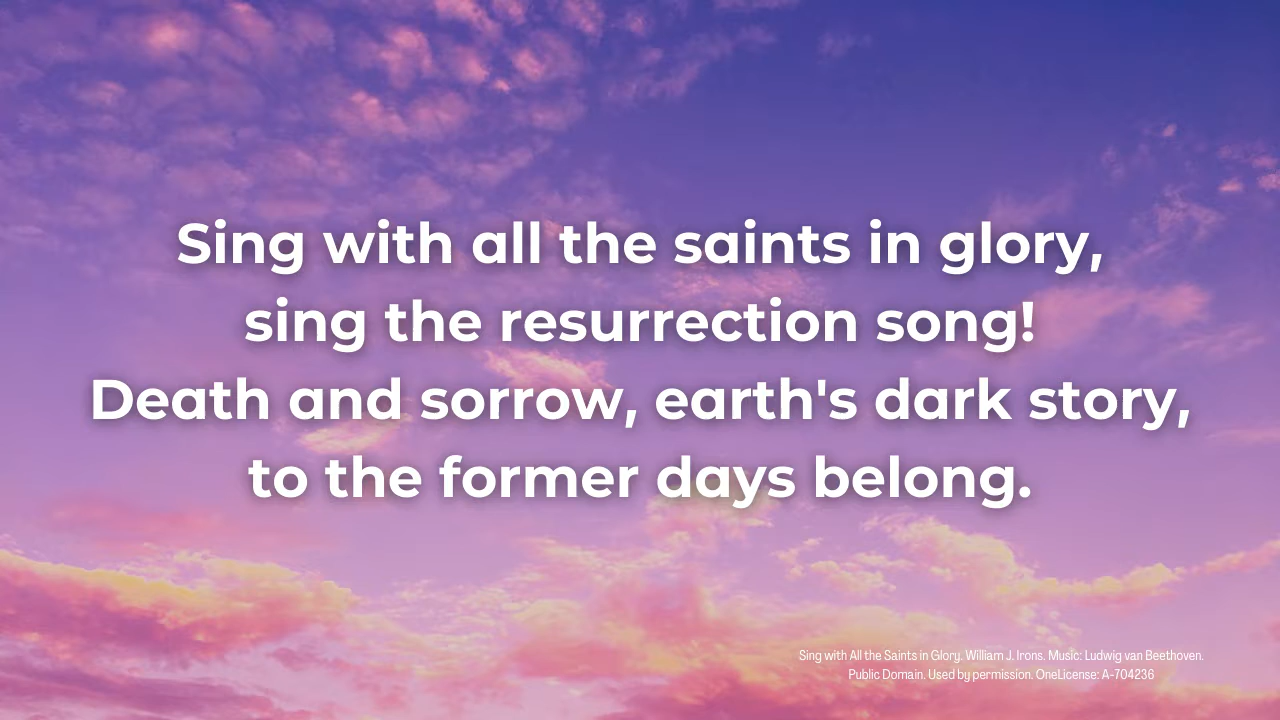 Sing with all the saints in glory,
sing the resurrection song!
Death and sorrow, earth's dark story,
to the former days belong.
Sing with All the Saints in Glory. William J. Irons. Music: Ludwig van Beethoven.
Public Domain. Used by permission. OneLicense: A-704236